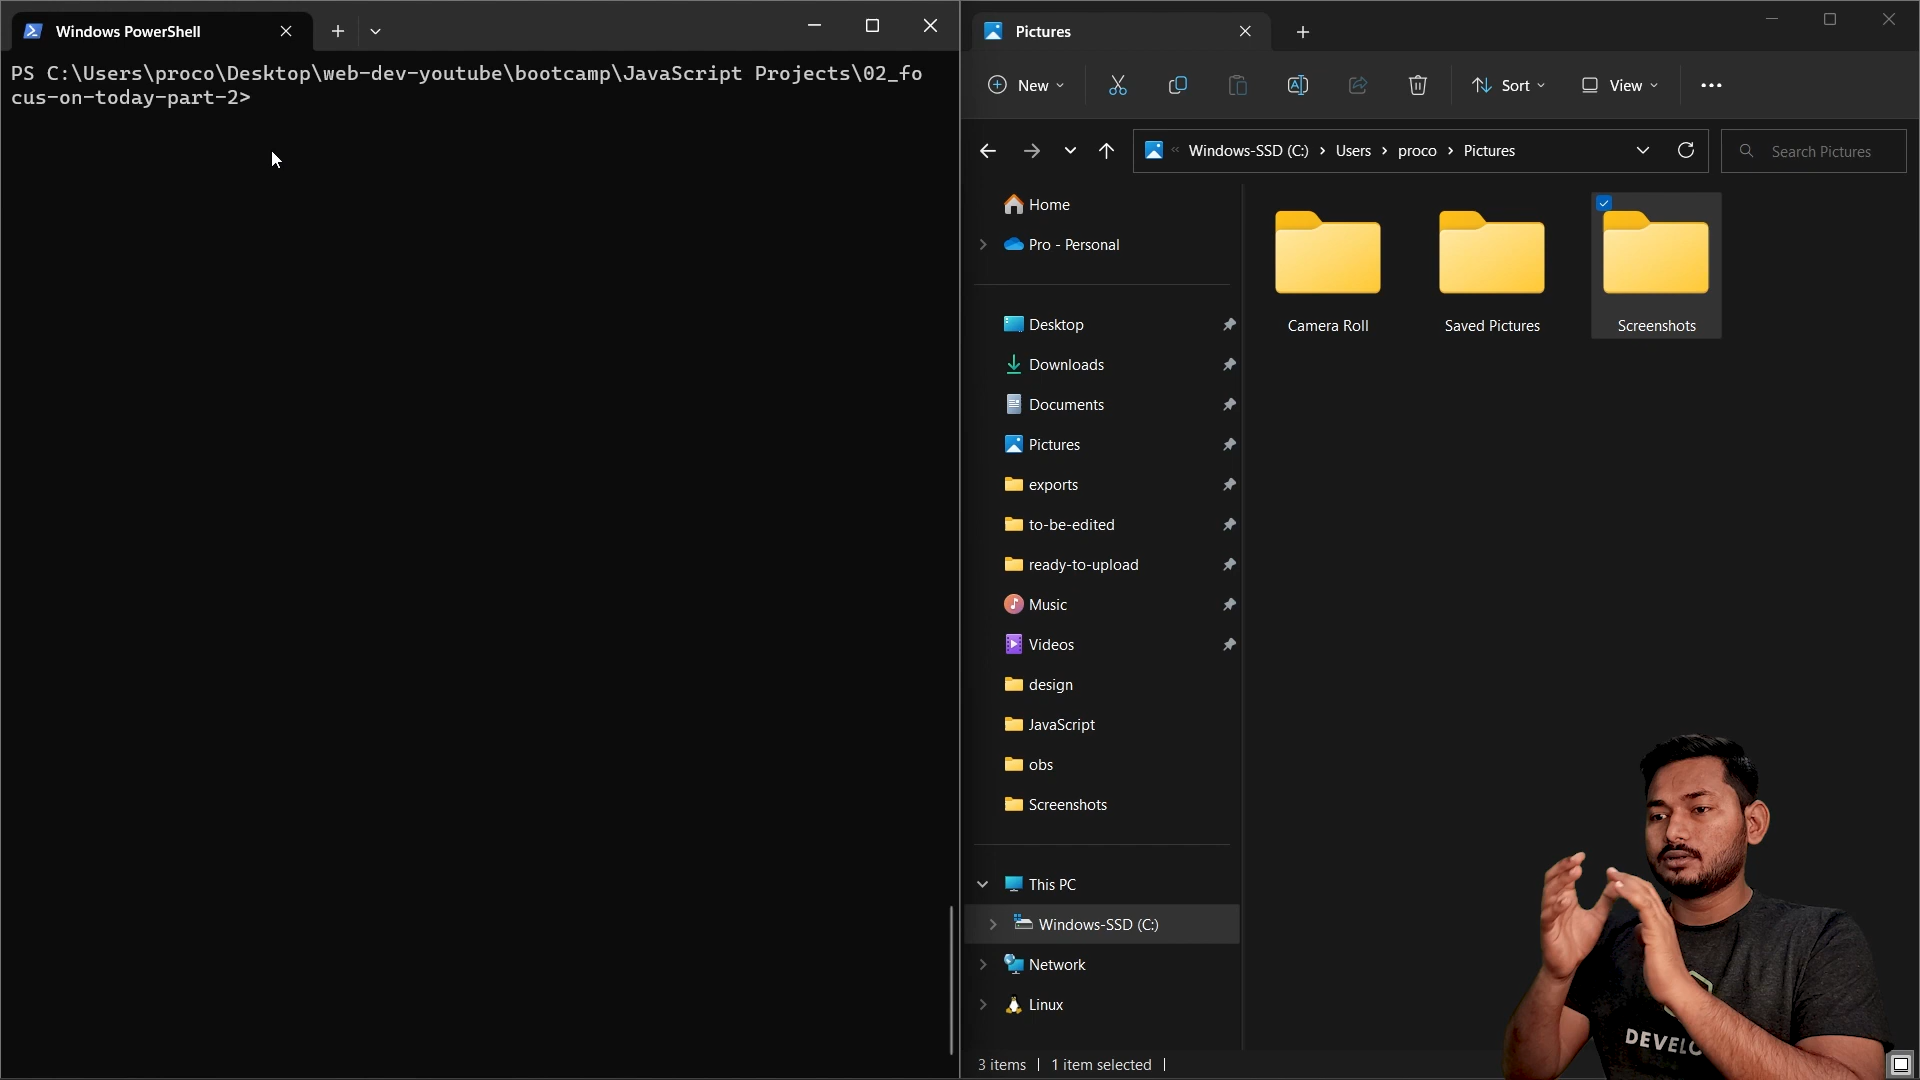 Windows PowerShell
PS C:\Users\proco\Desktop\web-dev-youtube\bootcamp\JavaScript Projects\02_fo
cus-on-today-part-2>
Pictures
New
Sort
View
Windows-SSD (C:)
Users
proco
Pictures
Search Pictures
Home
Pro - Personal
Desktop
Downloads
Documents
Pictures
exports
to-be-edited
ready-to-upload
Music
Videos
design
JavaScript
obs
Screenshots
This PC
Windows-SSD (C:)
Network
Linux
Camera Roll
Saved Pictures
Screenshots
3 items
1 item selected